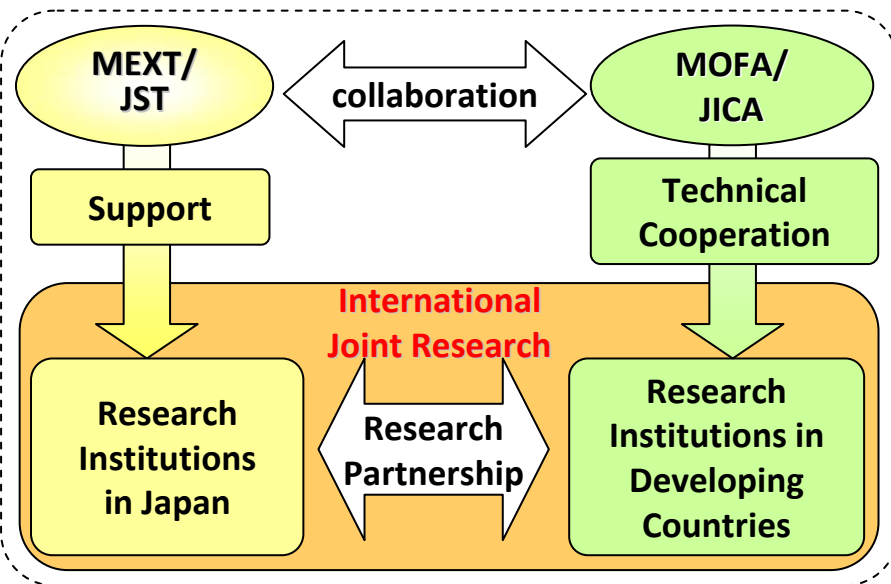 MEXT/
JST
collaboration
MOFA/
JICA
Support
Technical
Cooperation
International
Joint Research
Research
Institutions
in Japan
Research
Partnership
Research
Institutions in
Developing
Countries